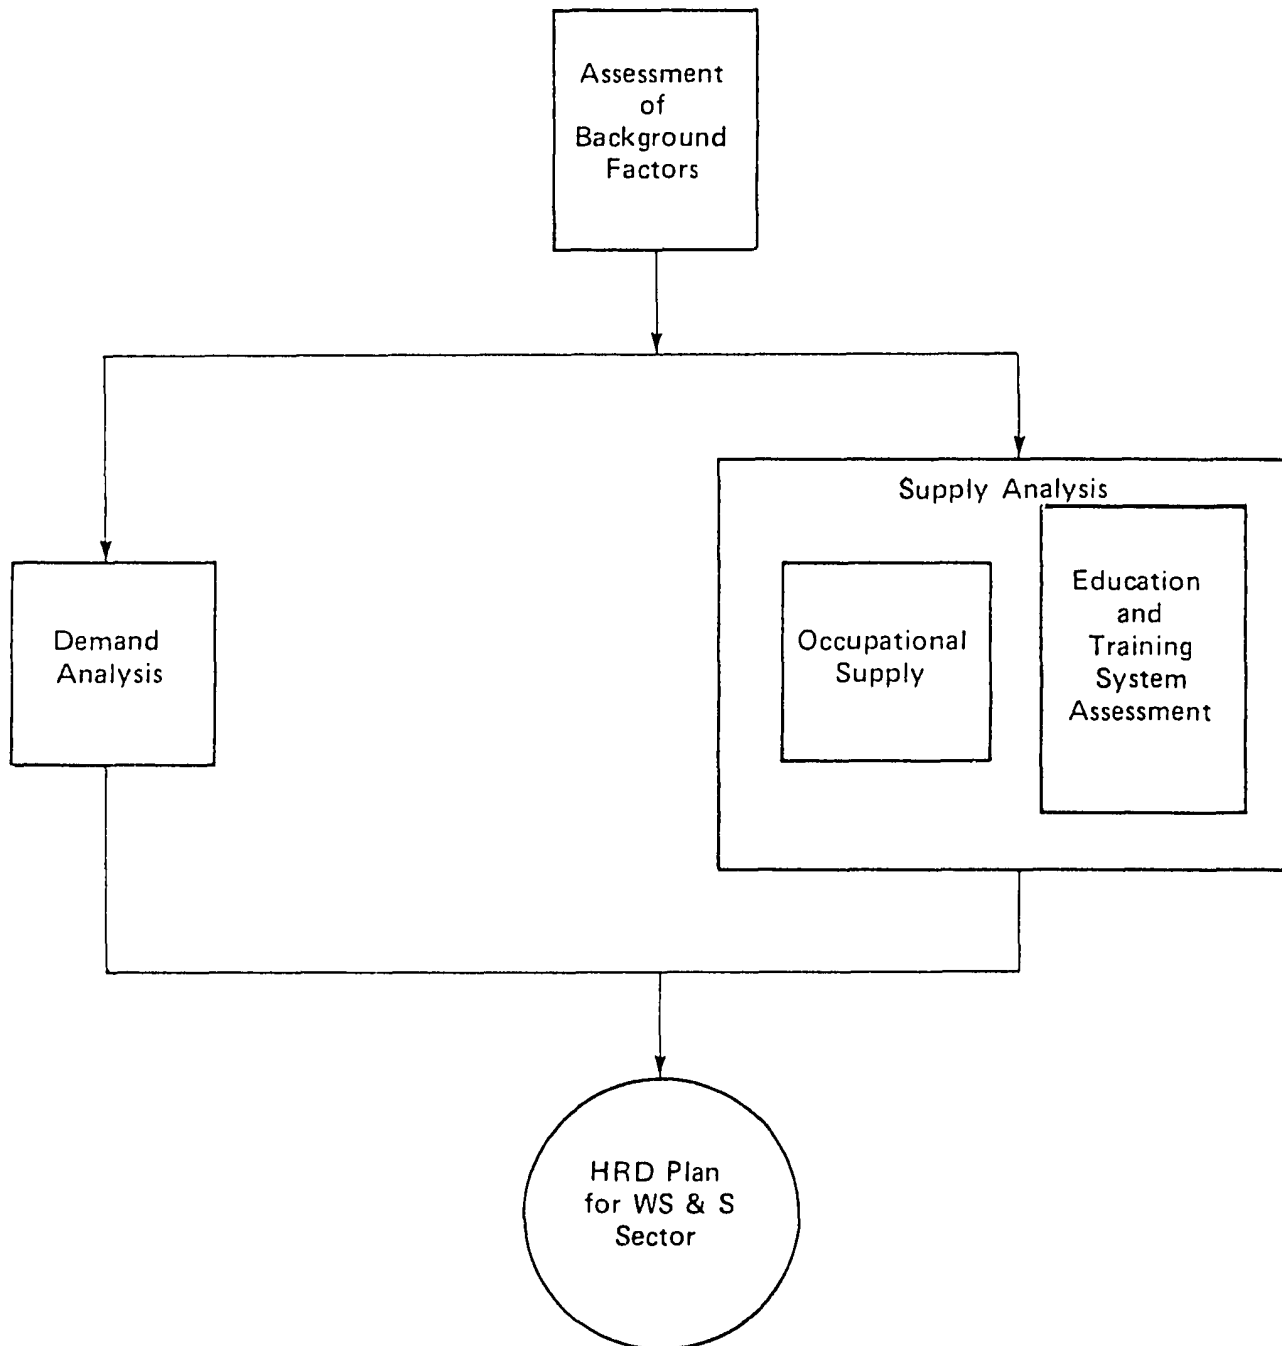 Assessment
of
Background
Factors
Supply Analysis
Demand
Analysis
Occupational
Supply
Education
and
Training
System
Assessment
HRD Plan
for WS & S
Sector